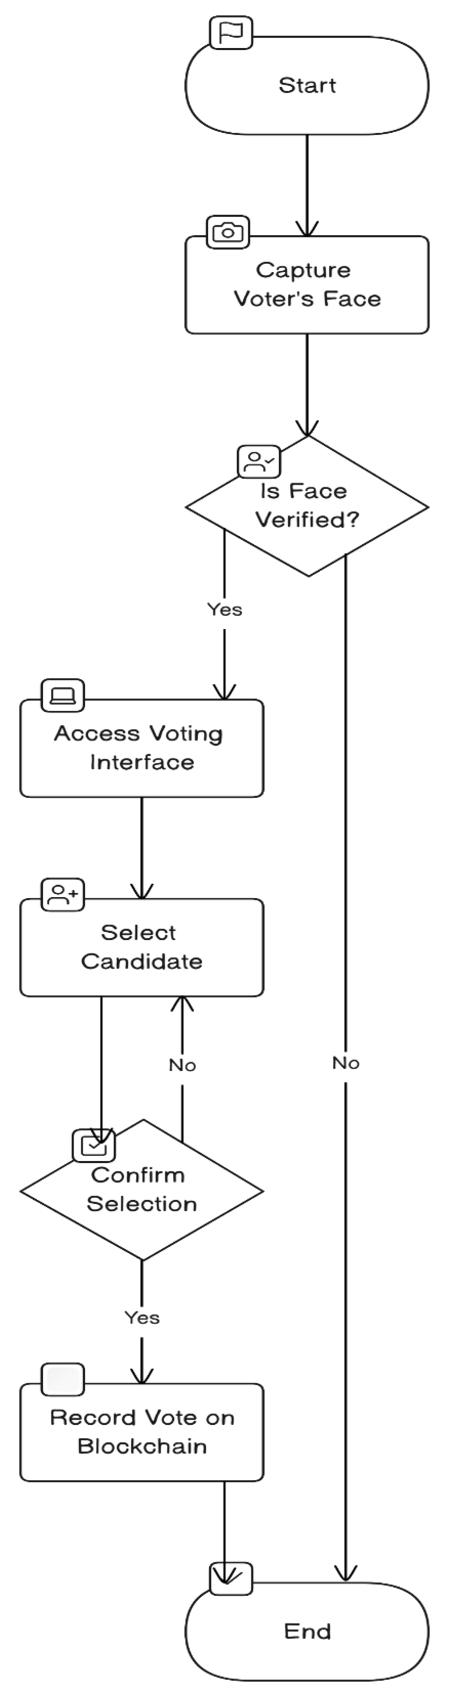 Start
Capture
Voter's Face
Is Face
Verified?
Yes
Access Voting
Interface
Select
Candidate
No
No
Confirm
Selection
Yes
Record Vote on
Blockchain
End